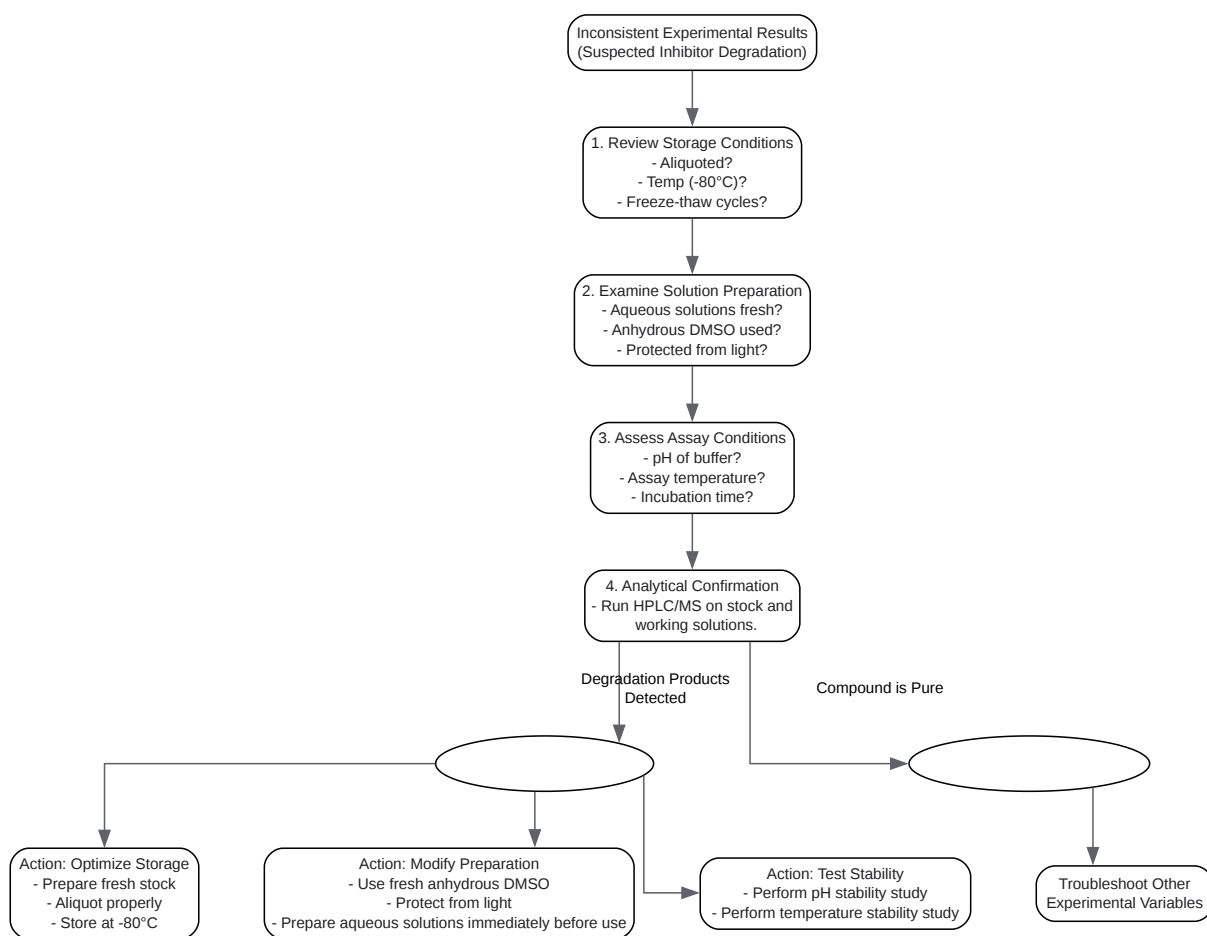 Inconsistent Experimental Results
(Suspected Inhibitor Degradation)
1. Review Storage Conditions
- Aliquoted?
- Temp (-80°C)?
- Freeze-thaw cycles?
2. Examine Solution Preparation
- Aqueous solutions fresh?
- Anhydrous DMSO used?
- Protected from light?
3. Assess Assay Conditions
- pH of buffer?
- Assay temperature?
- Incubation time?
4. Analytical Confirmation
- Run HPLC/MS on stock and
working solutions.
Degradation Products
Detected
Compound is Pure
Action: Optimize Storage
- Prepare fresh stock
- Aliquot properly
- Store at -80°C
Action: Modify Preparation
- Use fresh anhydrous DMSO
- Protect from light
- Prepare aqueous solutions immediately before use
Action: Test Stability
- Perform pH stability study
- Perform temperature stability study
Troubleshoot Other
Experimental Variables